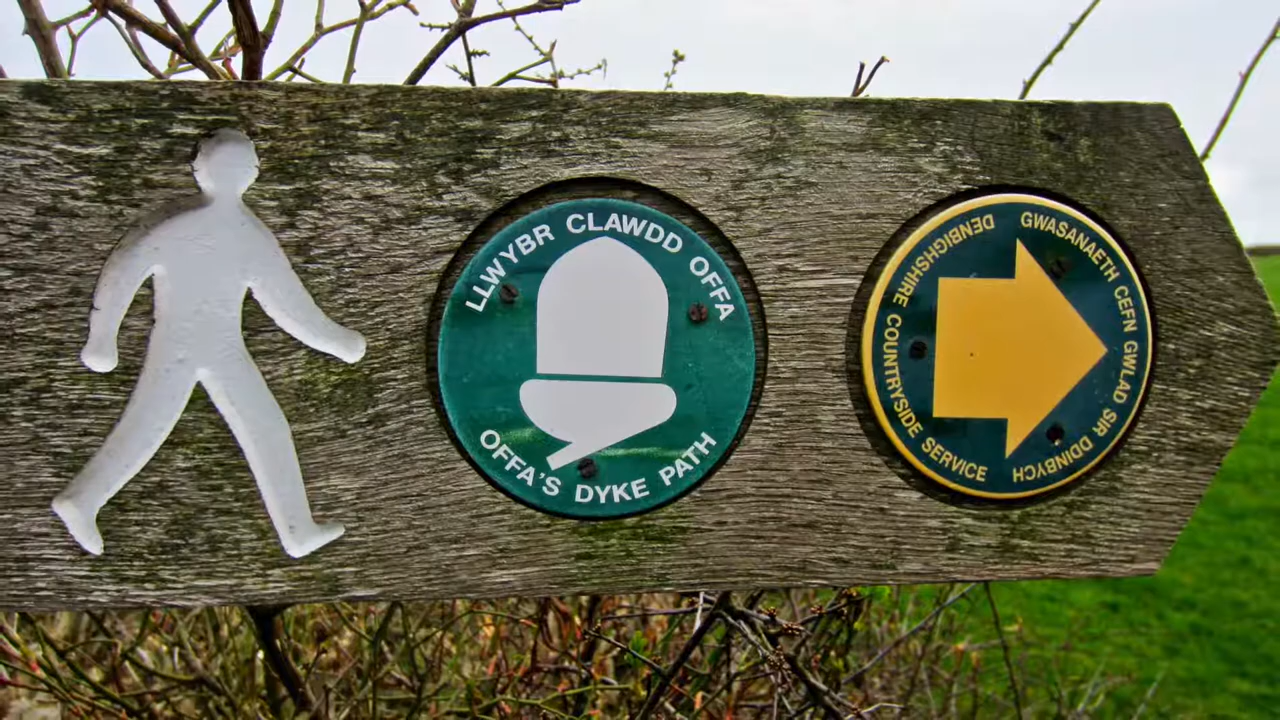 LLWYBR CLAWDD OFFA
OFFA'S DYKE PATH
GWASANAETH CEFN GWLAD SIR DDINBYCH
DENBIGHSHIRE COUNTRYSIDE SERVICE